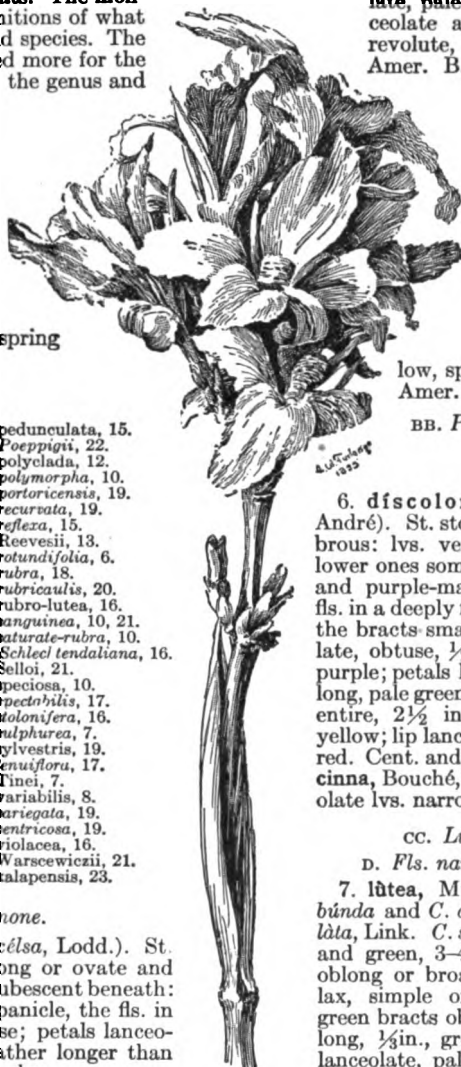 nitions of what
d species. The
d more for the
the genus and
spring
pedunculata, 15.
Poeppigii, 22.
polyclada, 12.
polymorpha, 10.
portoricensis, 19.
recurvata, 19.
reflexa, 15.
Reevesii, 13.
rotundifolia, 6.
rubra, 18.
rubricaulis, 20.
rubro-lutea, 16.
anguinea, 10, 21.
aturate-rubra, 10.
Schlechtendaliana, 16.
Selloi, 21.
speciosa, 10.
spectabilis, 17.
stolonifera, 16.
sulphurea, 7.
sylvestris, 19.
tenuiflora, 17.
Tinei, 7.
variabilis, 8.
variegata, 19.
ventricosa, 19.
violacea, 16.
Warscewiczii, 21.
xalapensis, 23.
none.
célsa, Lodd.). St.
ong or ovate and
ubescent beneath:
panicle, the fls. in
se; petals lanceo-
ather longer than
ceolate a
revolute,
Amer. B
low, sp
Amer.
BB. P
1895
6. díscolor
André). St. ste
brous: lvs. ve
lower ones som
and purple-ma
fls. in a deeply
the bracts sma
late, obtuse,
purple; petals l
long, pale green
entire, 2½ in
yellow; lip lanc
red. Cent. and
cinna, Bouché,
olate lvs. narro
CC. La
D. Fls. na
7. lùtea, M
búnda and C.
làta, Link. C. s
and green, 3–4
oblong or broa
lax, simple o
green bracts ob
long, ⅓in., gr
lanceolate, pal